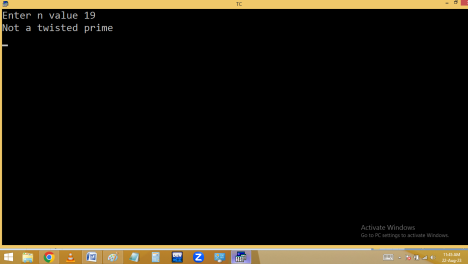 TC
Enter n value 19
Not a twisted prime
Activate Windows
Go to PC settings to activate Windows.